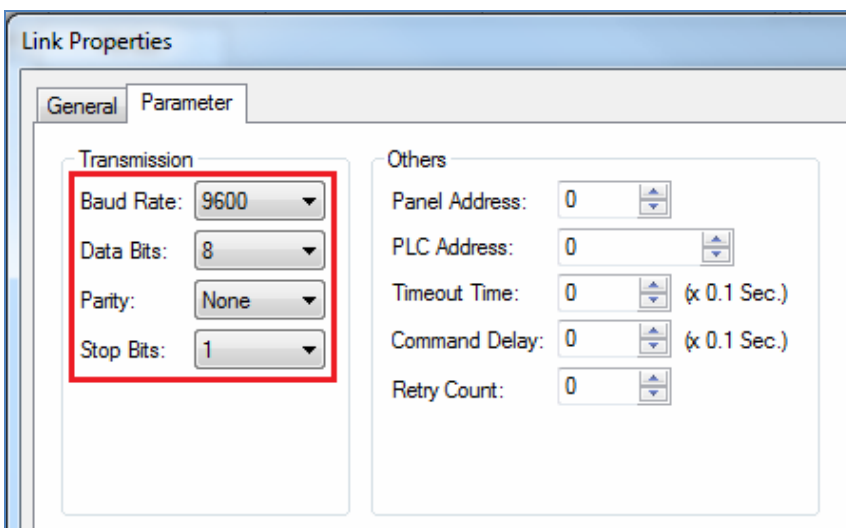 Link Properties
General Parameter
Transmission
Baud Rate: 9600
Data Bits: 8
Parity: None
Stop Bits: 1
Others
Panel Address: 0
PLC Address: 0
Timeout Time: 0 (x 0.1 Sec.)
Command Delay: 0 (x 0.1 Sec.)
Retry Count: 0